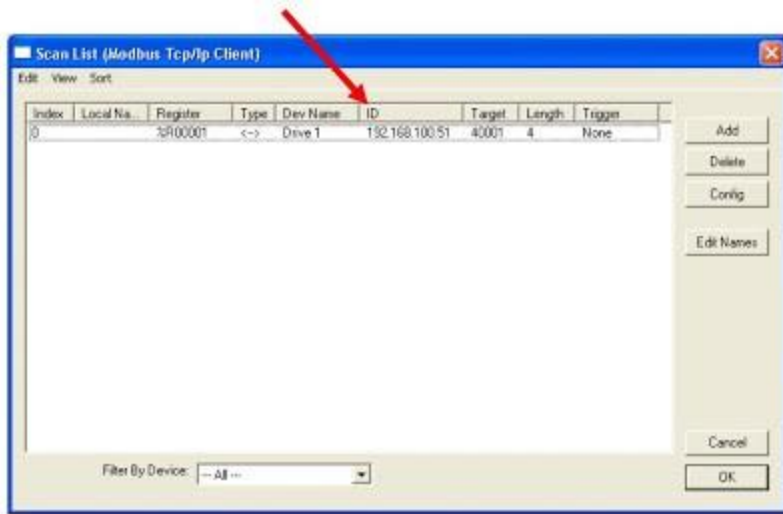 Scan List (Modbus Tcp/Ip Client)
Edit View Sort
Index Local Na... Register Type Dev Name ID Target Length Trigger
0 %R00001 <--> Drive 1 192.168.100.51 40001 4 None
Add
Delete
Config
Edit Names
Cancel
Filter By Device: --- All ---
OK